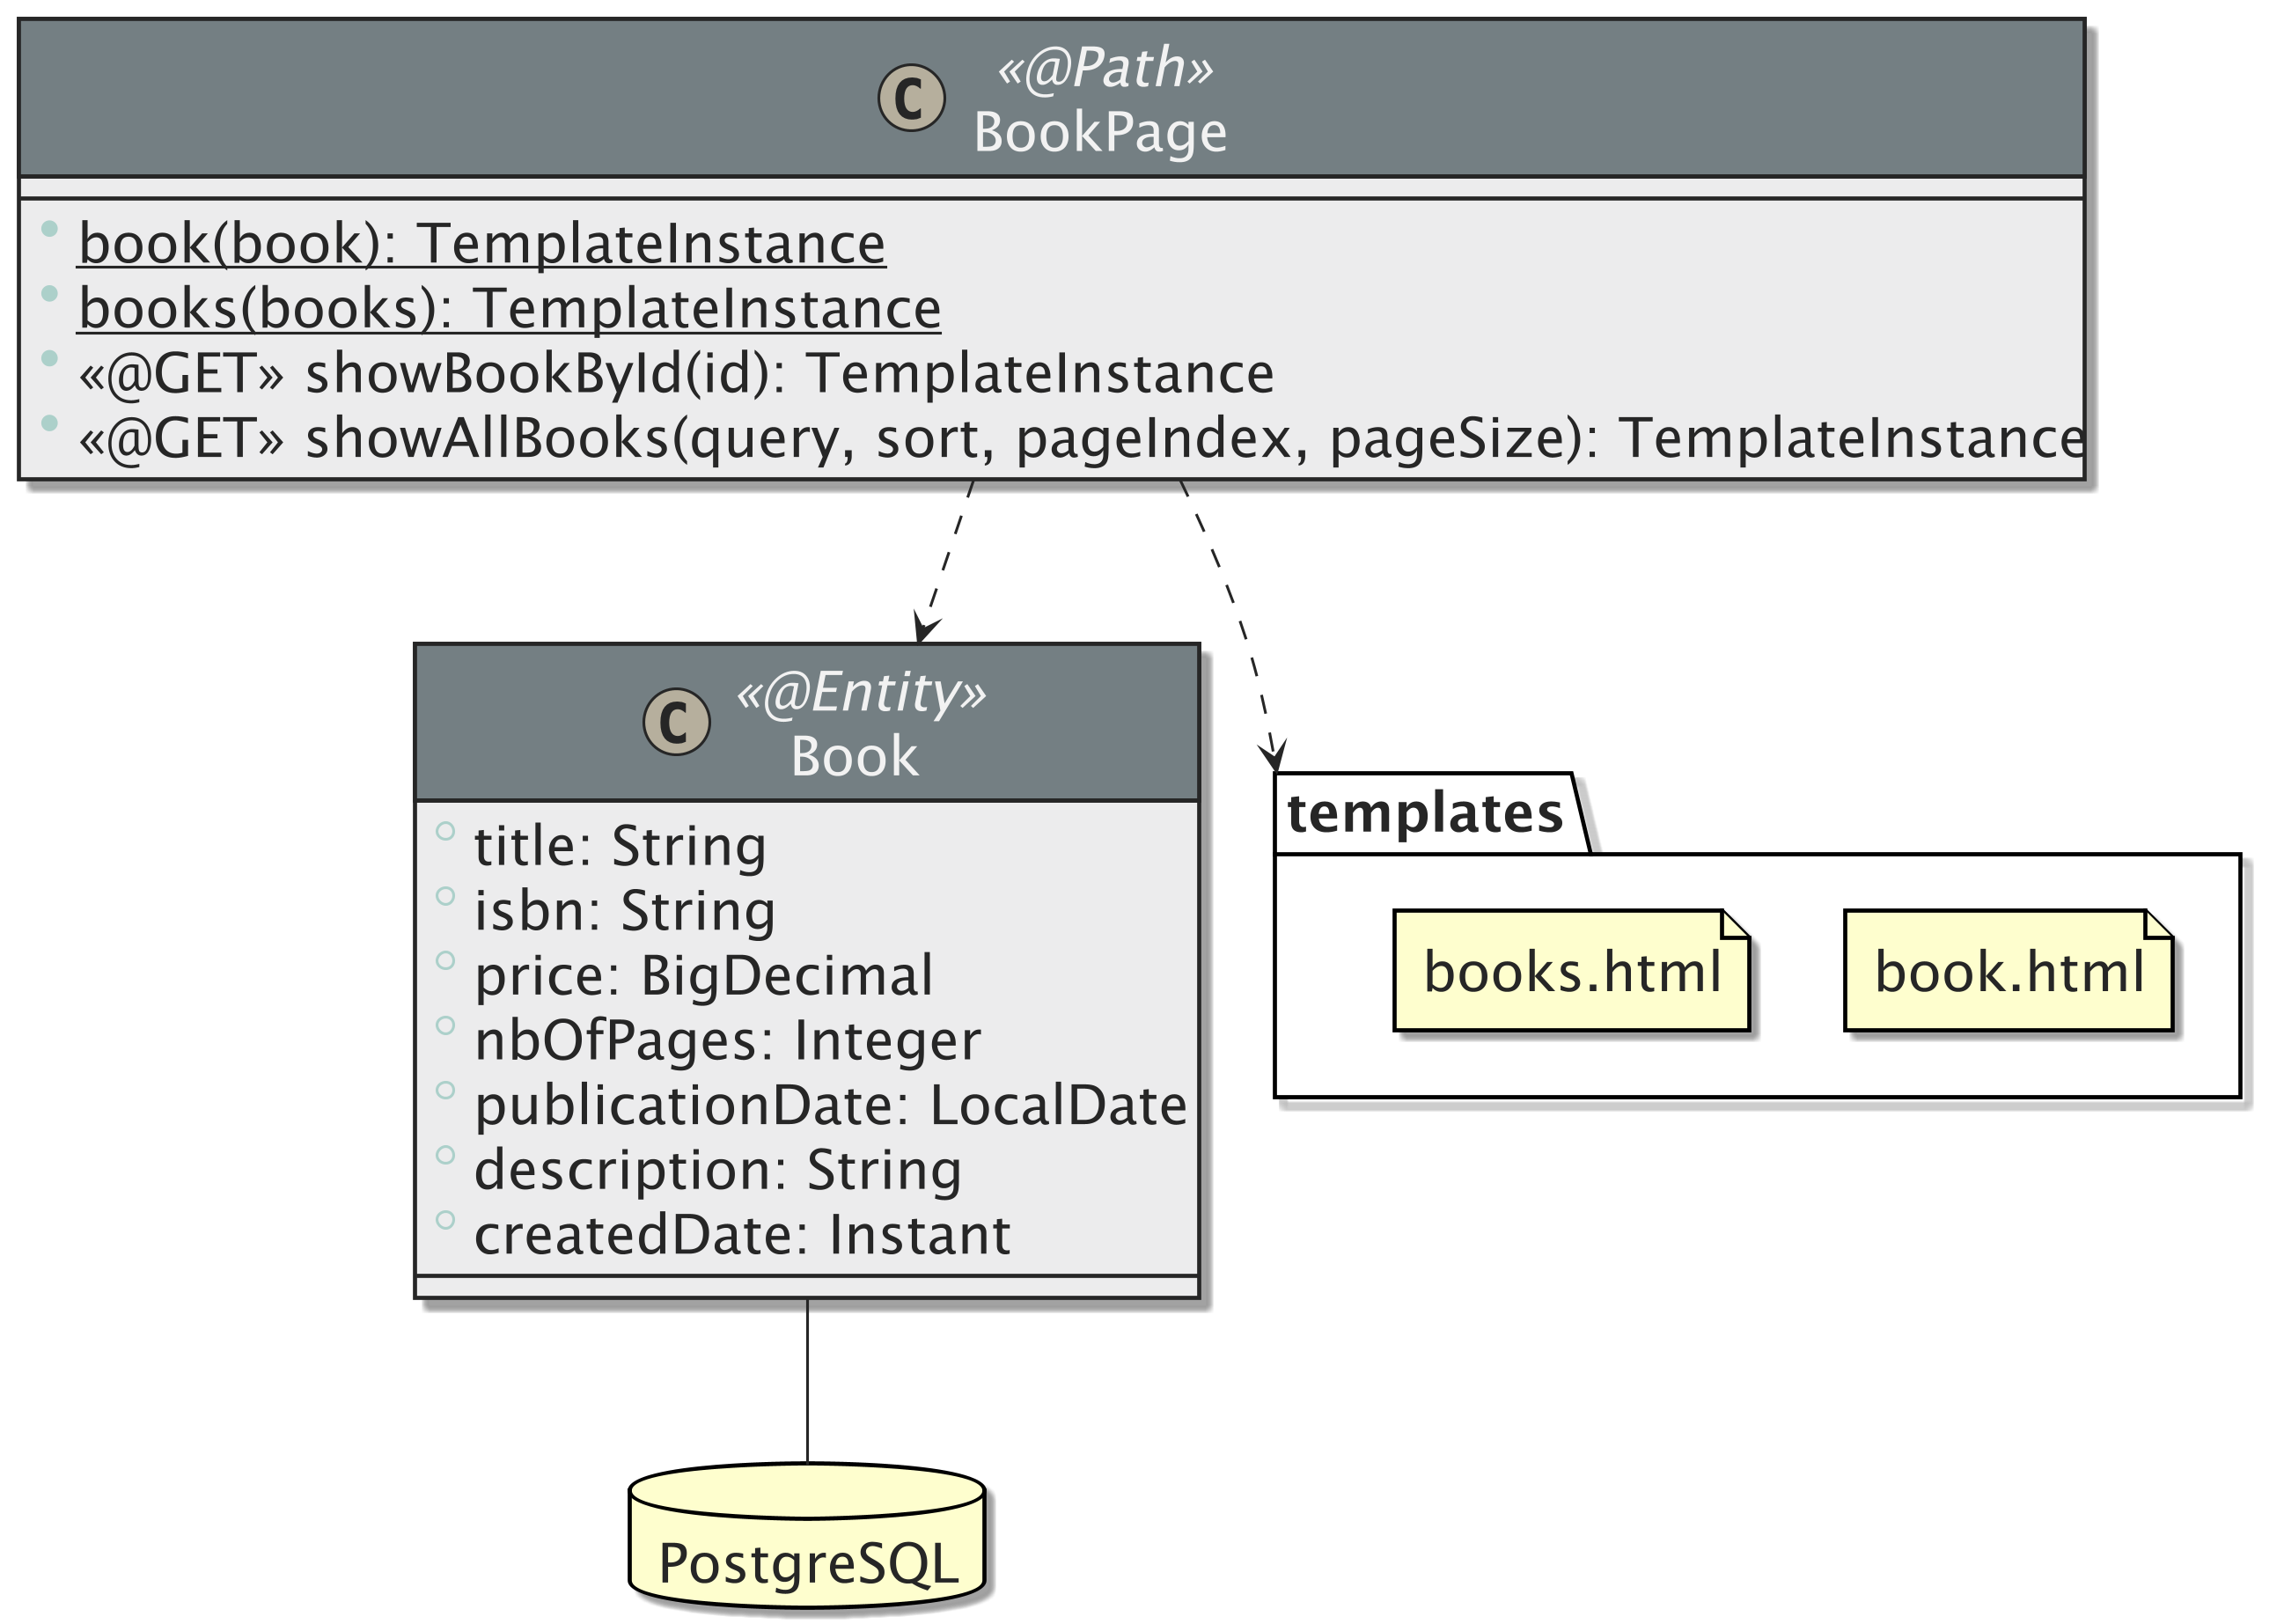 C
«@Path»
BookPage
book(book): TemplateInstance
books(books): TemplateInstance
«@GET» showBookById(id): TemplateInstance
«@GET» showAllBooks(query, sort, pageIndex, pageSize): TemplateInstance
C
«@Entity»
Book
title: String
isbn: String
price: BigDecimal
nbOfPages: Integer
publicationDate: LocalDate
description: String
createdDate: Instant
templates
books.html
book.html
PostgreSQL